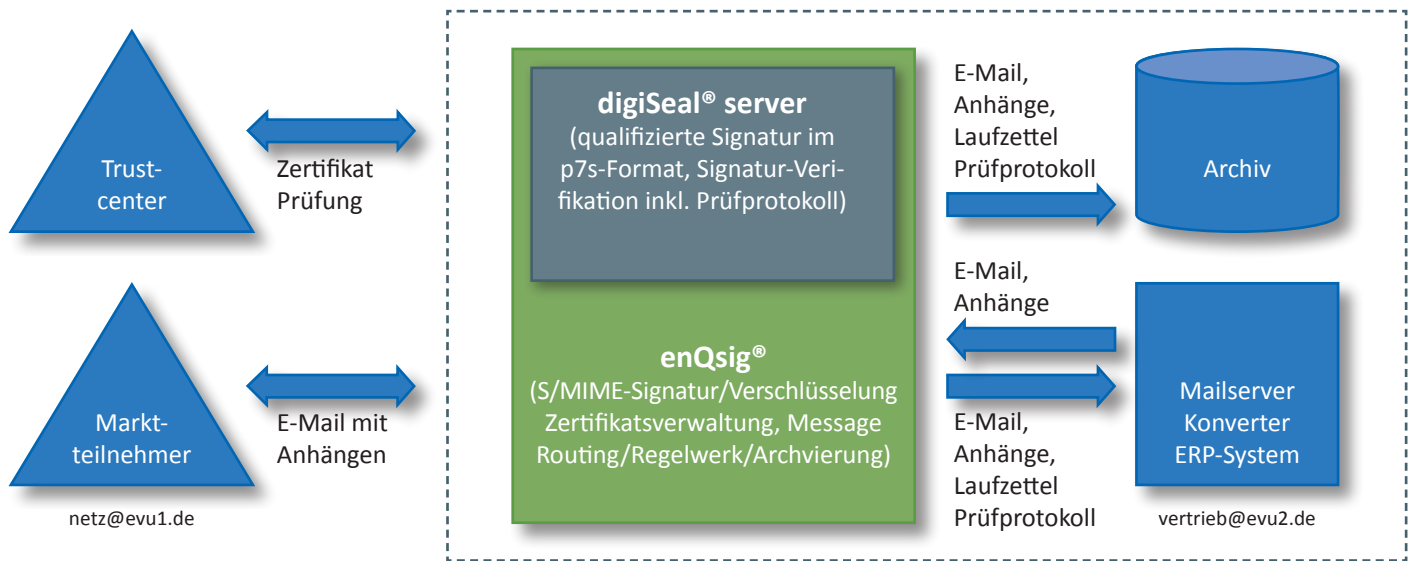 Trust-
center
Zertifikat
Prüfung
digiSeal® server
(qualifizierte Signatur im
p7s-Format, Signatur-Veri-
fikation inkl. Prüfprotokoll)
E-Mail,
Anhänge,
Laufzettel
Prüfprotokoll
Archiv
Markt-
teilnehmer
netz@evu1.de
E-Mail mit
Anhängen
enQsig®
(S/MIME-Signatur/Verschlüsselung
Zertifikatsverwaltung, Message
Routing/Regelwerk/Archvierung)
E-Mail,
Anhänge
E-Mail,
Anhänge,
Laufzettel
Prüfprotokoll
Mailserver
Konverter
ERP-System
vertrieb@evu2.de